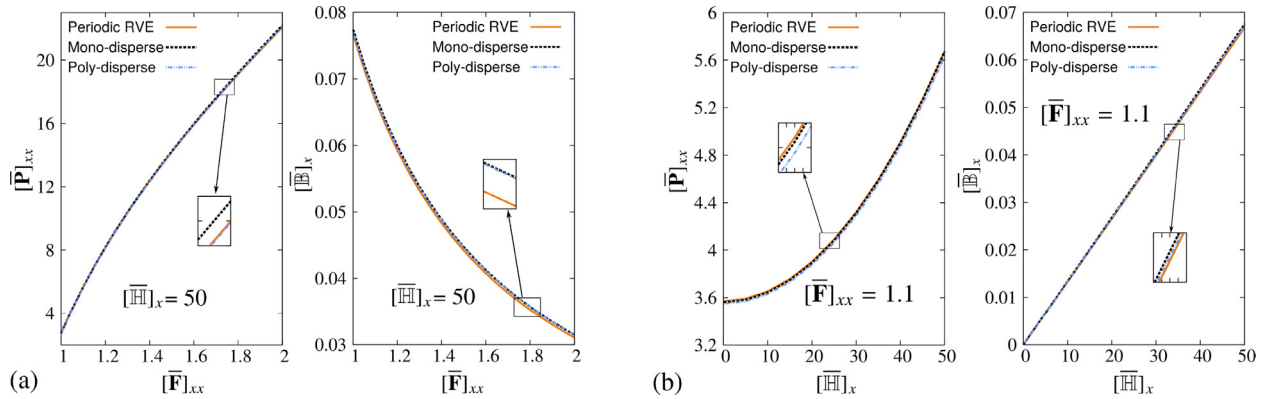 Periodic RVE
Mono-disperse
Poly-disperse
22
20
16
12
8
4
[P̅]xx
[ℍ̅]x = 50
1 1.2 1.4 1.6 1.8 2
[F̅]xx
(a)
Periodic RVE
Mono-disperse
Poly-disperse
0.08
0.07
0.06
0.05
0.04
0.03
[𝔹̅]x
[ℍ̅]x = 50
1 1.2 1.4 1.6 1.8 2
[F̅]xx
Periodic RVE
Mono-disperse
Poly-disperse
6
5.6
5.2
4.8
4.4
4
3.6
3.2
[P̅]xx
[F̅]xx = 1.1
0 10 20 30 40 50
[ℍ̅]x
(b)
Periodic RVE
Mono-disperse
Poly-disperse
0.07
0.06
0.05
0.04
0.03
0.02
0.01
0
[𝔹̅]x
[F̅]xx = 1.1
0 10 20 30 40 50
[ℍ̅]x